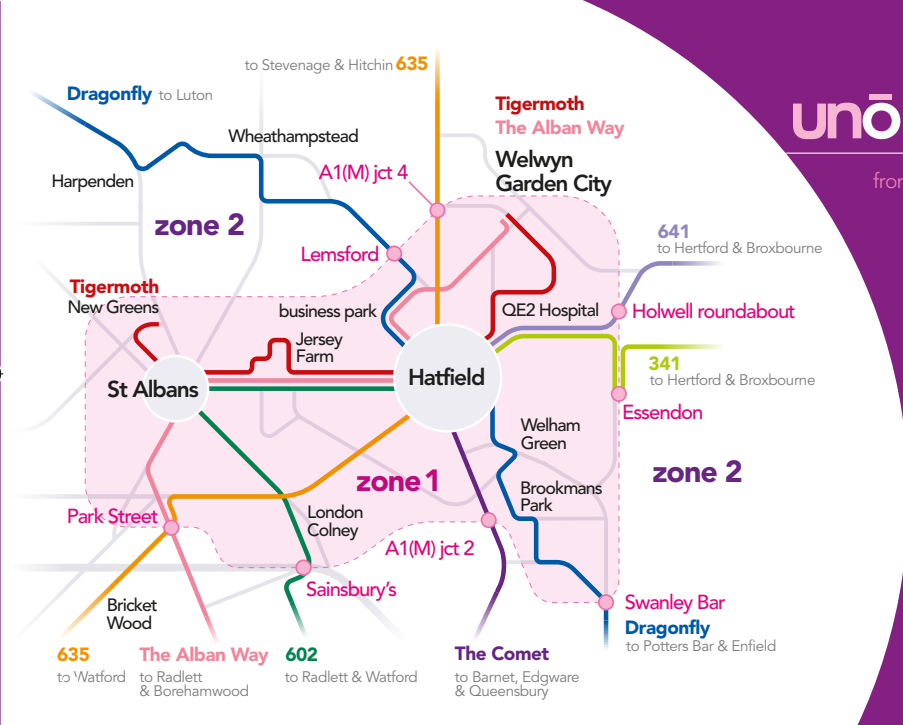 to Stevenage & Hitchin 635
Dragonfly to Luton
Tigermoth
The Alban Way
unō
Wheathampstead
Welwyn
Garden City
A1(M) jct 4
Harpenden
from
zone 2
641
to Hertford & Broxbourne
Lemsford
Tigermoth
New Greens
business park
QE2 Hospital
Holwell roundabout
Jersey
Farm
341
to Hertford & Broxbourne
St Albans
Hatfield
Essendon
Welham
Green
zone 1
zone 2
Brookmans
Park
Park Street
London
Colney
A1(M) jct 2
Sainsbury's
Bricket
Wood
Swanley Bar
Dragonfly
to Potters Bar & Enfield
635
to Watford
The Alban Way
to Radlett
& Borehamwood
602
to Radlett & Watford
The Comet
to Barnet, Edgware
& Queensbury